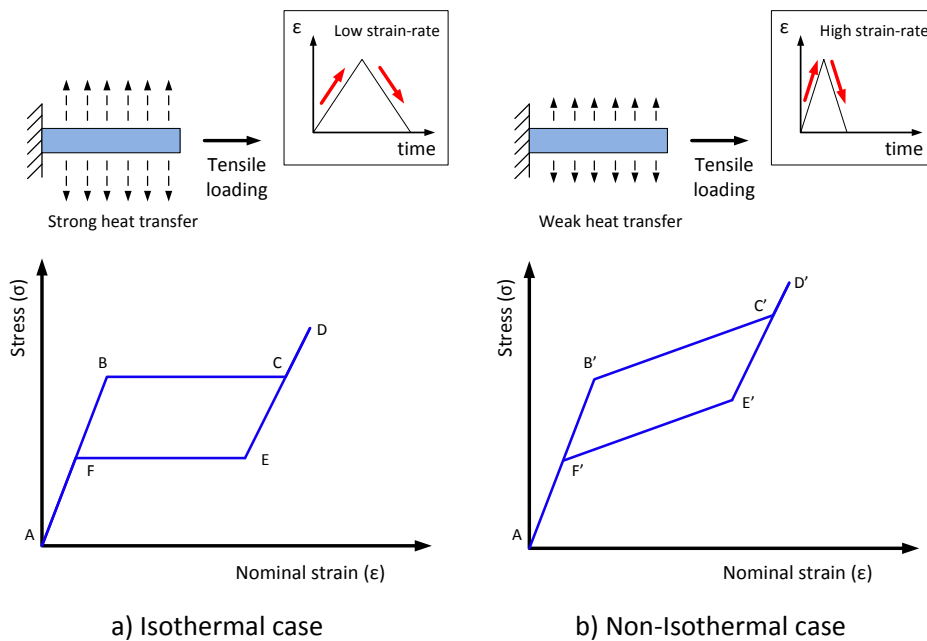 ε
Low strain-rate
time
Tensile
loading
Strong heat transfer
Stress (σ)
A
B
C
D
E
F
Nominal strain (ε)
a) Isothermal case
ε
High strain-rate
time
Tensile
loading
Weak heat transfer
Stress (σ)
A
B’
C’
D’
E’
F’
Nominal strain (ε)
b) Non-Isothermal case